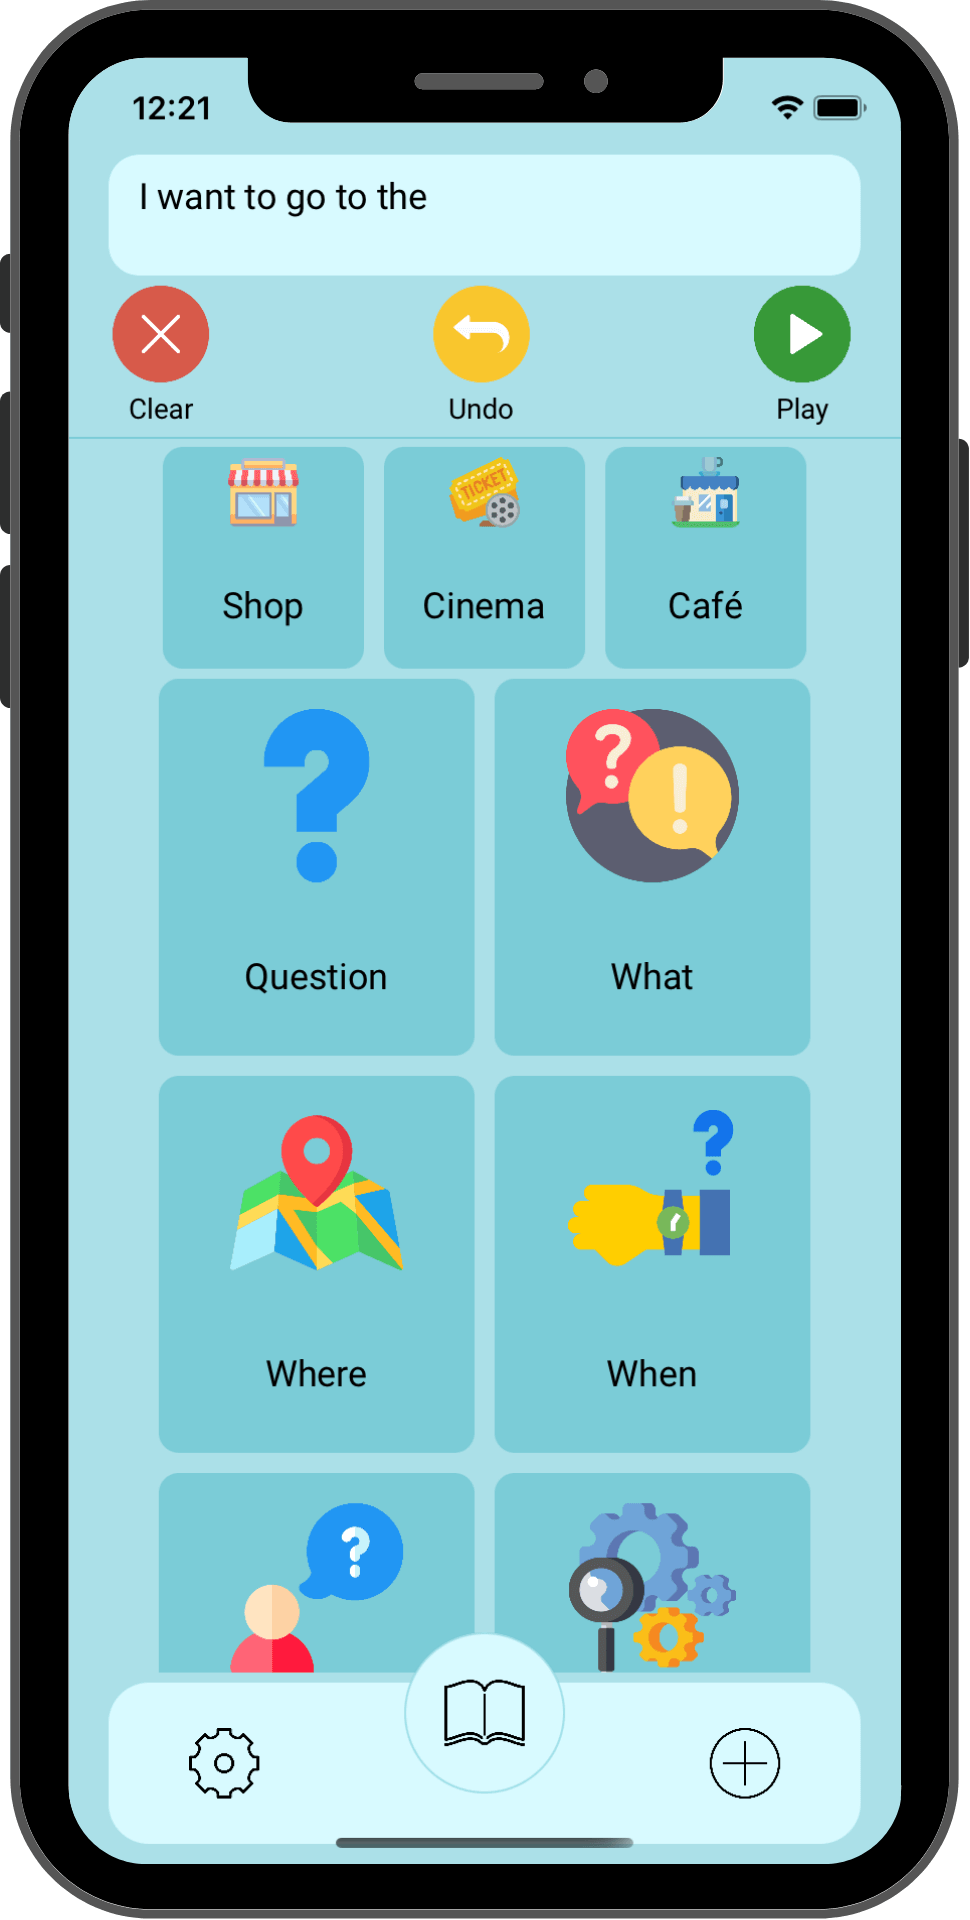 12:21
I want to go to the
Clear
Undo
Play
TICKET
Shop
Cinema
Café
Question
What
Where
When